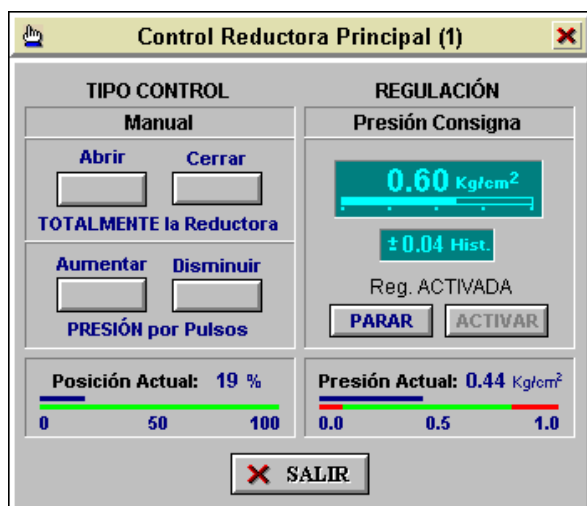 Control Reductora Principal (1)
TIPO CONTROL
Manual
Abrir Cerrar
TOTALMENTE la Reductora
Aumentar Disminuir
PRESIÓN por Pulsos
REGULACIÓN
Presión Consigna
0.60 Kg/cm²
±0.04 Hist.
Reg. ACTIVADA
PARAR ACTIVAR
Posición Actual: 19 %
0 50 100
Presión Actual: 0.44 Kg/cm²
0.0 0.5 1.0
SALIR